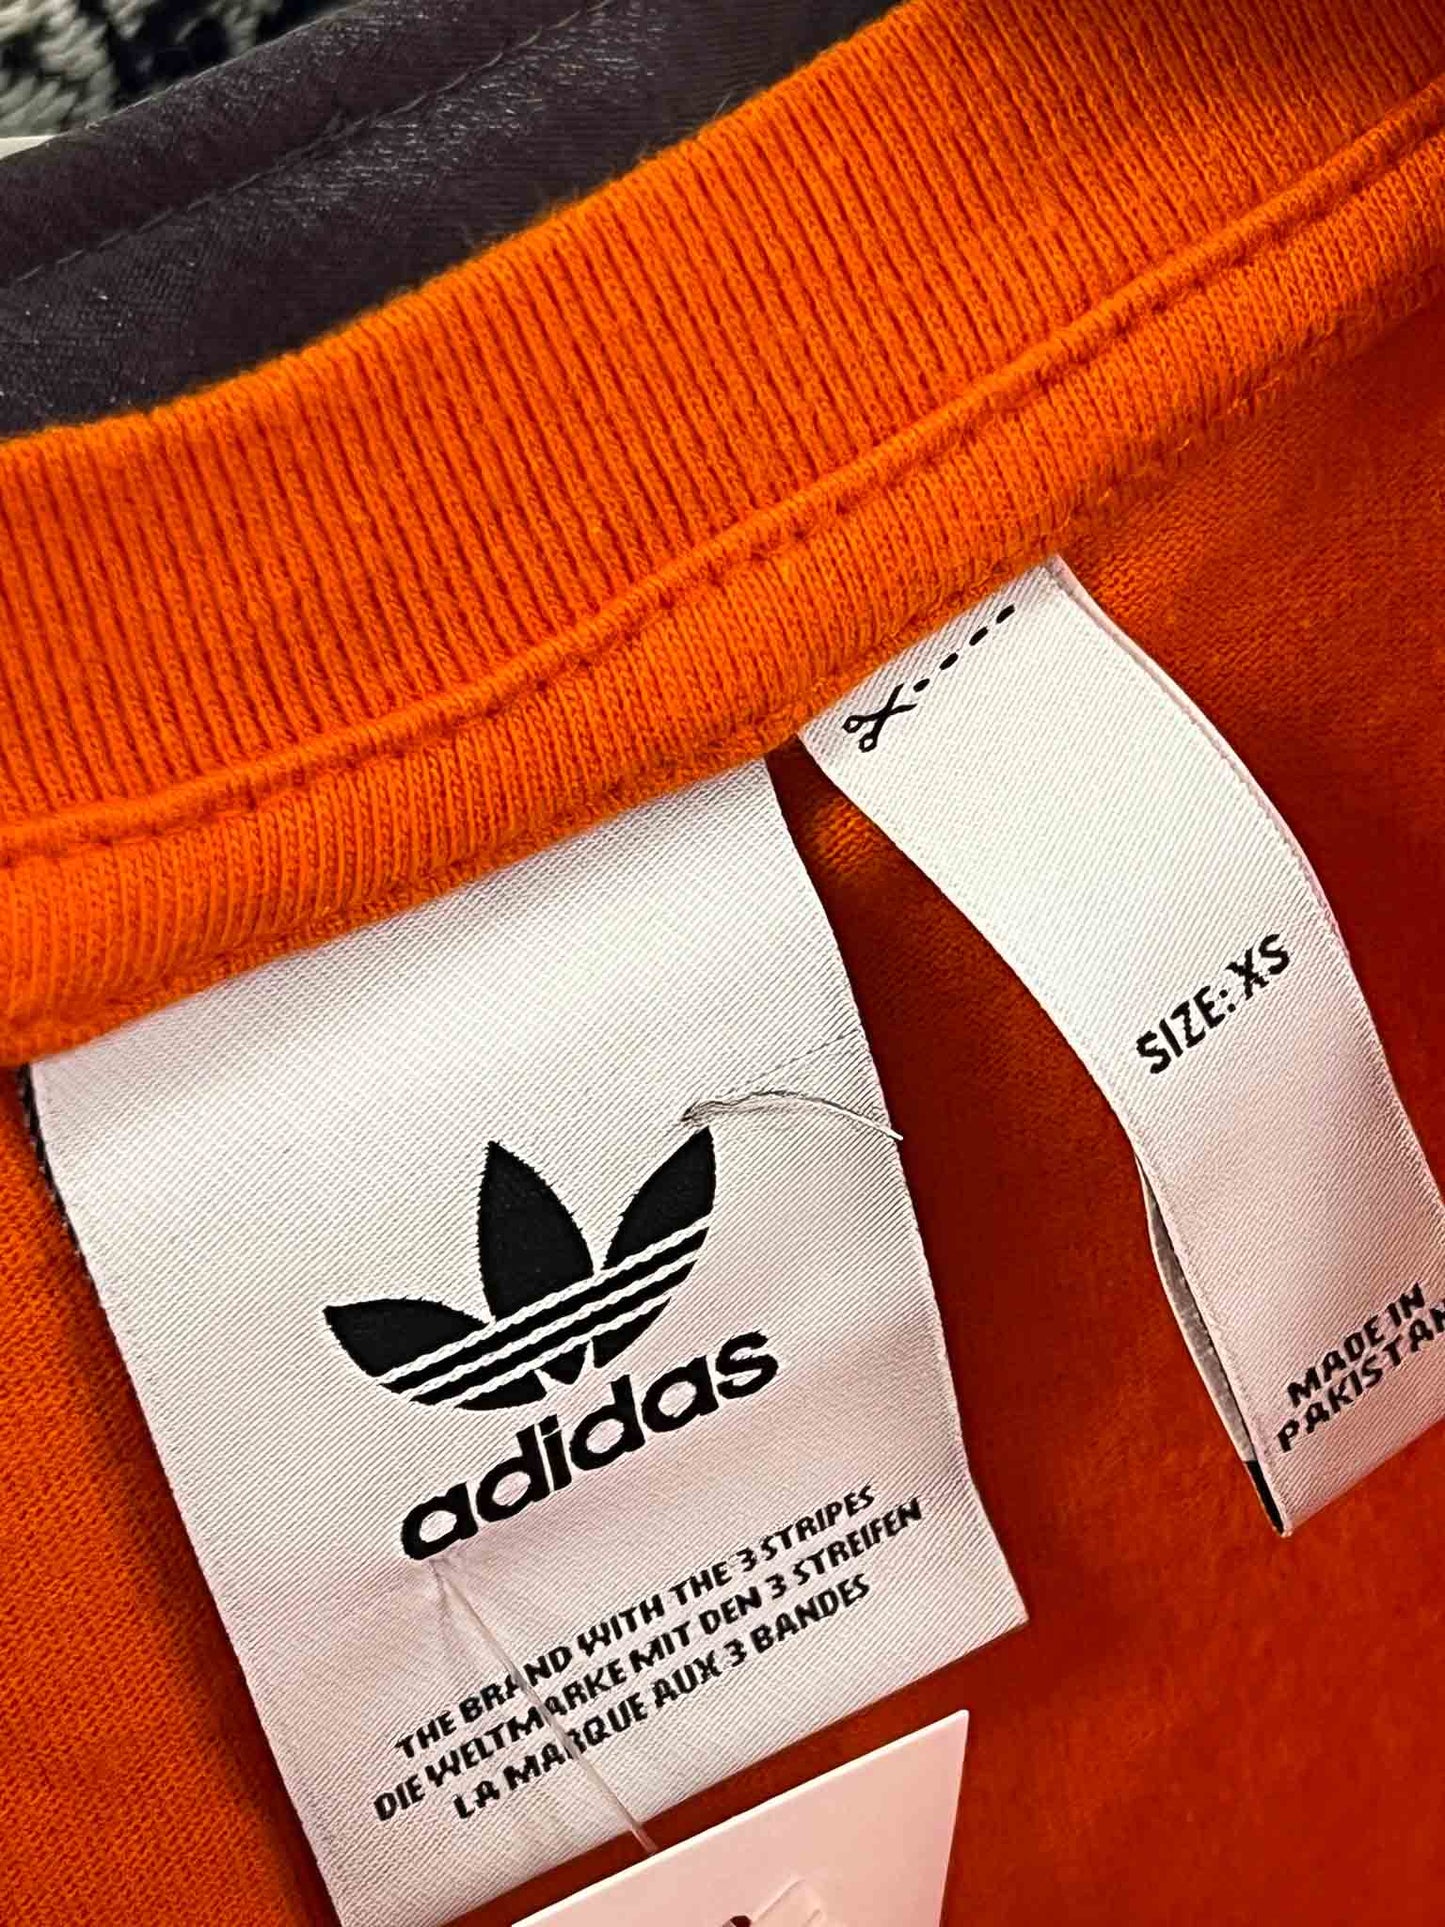 adidas
THE BRAND WITH THE 3 STRIPES
DIE WELTMARKE MIT DEN 3 STREIFEN
LA MARQUE AUX 3 BANDES
SIZE: XS
MADE IN
PAKISTAN